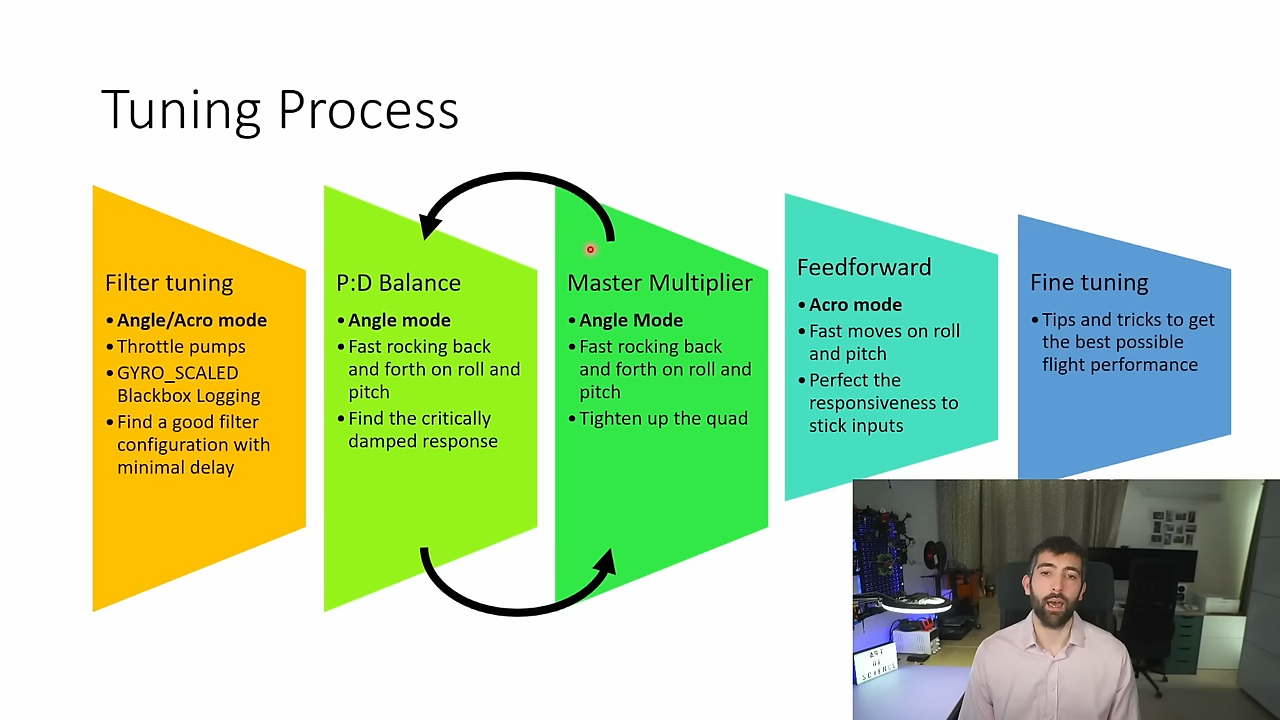 Tuning Process
Filter tuning
• Angle/Acro mode
• Throttle pumps
• GYRO_SCALED
Blackbox Logging
• Find a good filter
configuration with
minimal delay
P:D Balance
• Angle mode
• Fast rocking back
and forth on roll and
pitch
• Find the critically
damped response
Master Multiplier
• Angle Mode
• Fast rocking back
and forth on roll and
pitch
• Tighten up the quad
Feedforward
• Acro mode
• Fast moves on roll
and pitch
• Perfect the
responsiveness to
stick inputs
Fine tuning
• Tips and tricks to get
the best possible
flight performance
ART
OF
SCIENCE